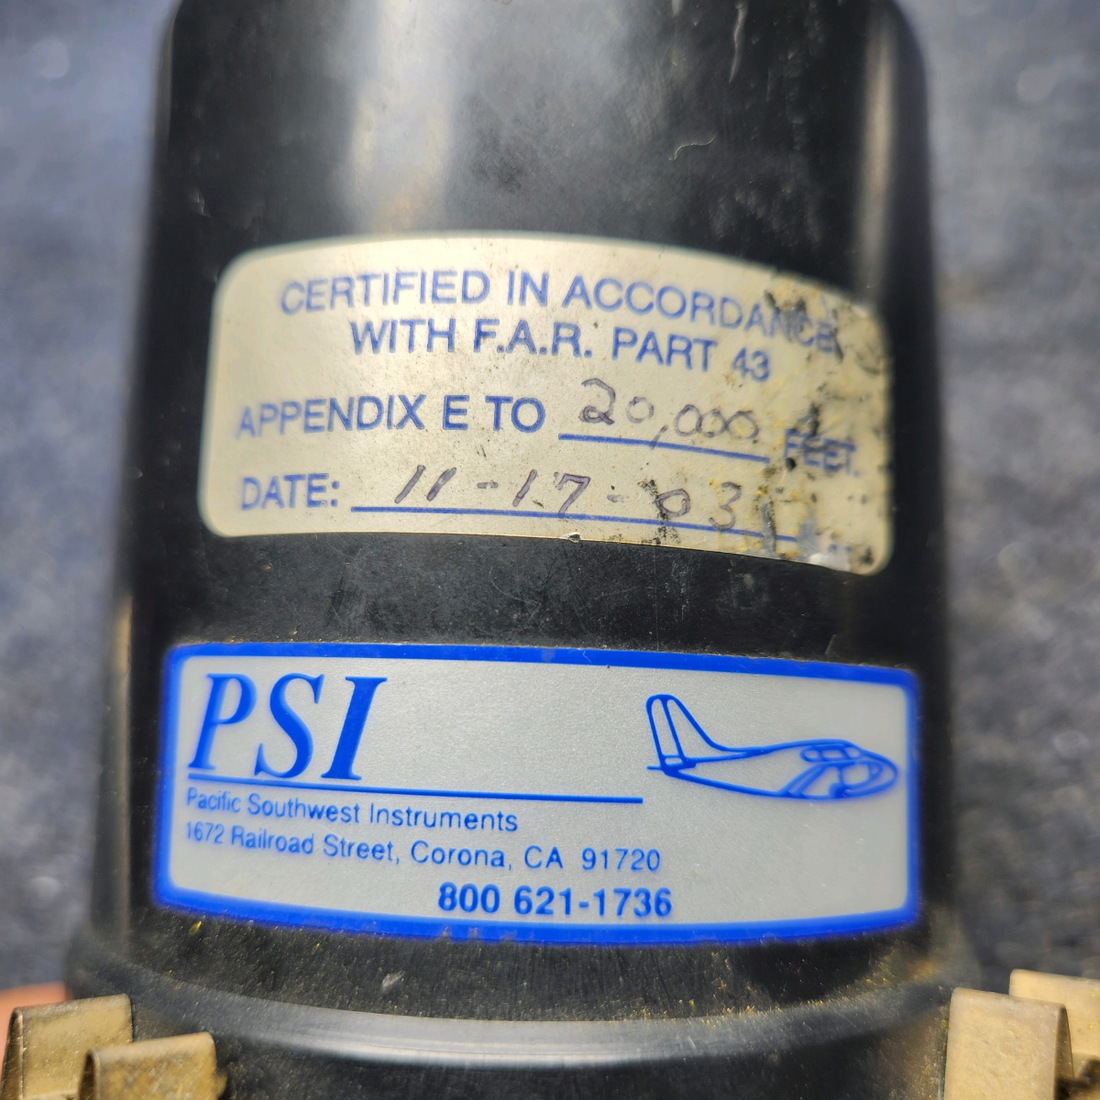 CERTIFIED IN ACCORDANCE
WITH F.A.R. PART 43
APPENDIX E TO 20,000 FEET.
DATE: 11-17-03
PSI
Pacific Southwest Instruments
1672 Railroad Street, Corona, CA 91720
800 621-1736